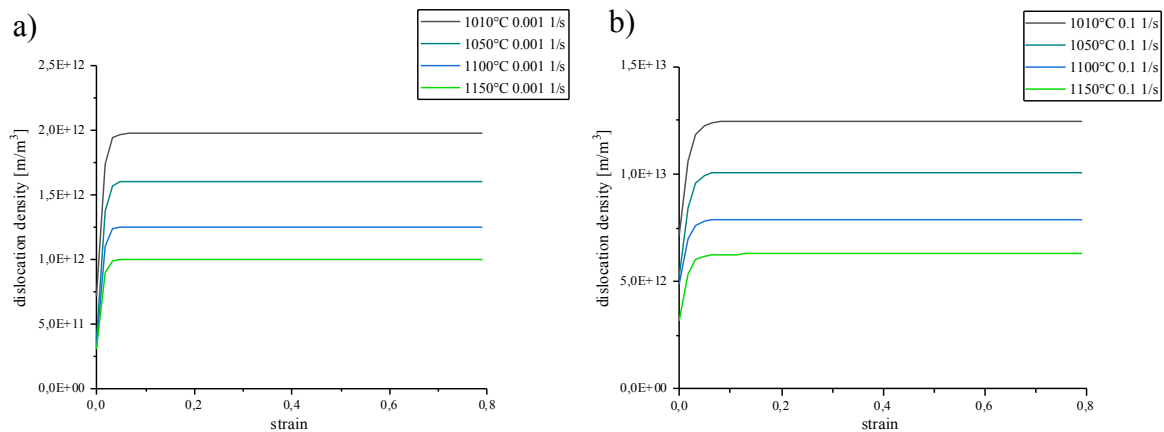 a)
1010°C 0.001 1/s
1050°C 0.001 1/s
1100°C 0.001 1/s
1150°C 0.001 1/s
2,5E+12
2,0E+12
1,5E+12
1,0E+12
5,0E+11
0,0E+00
dislocation density [m/m³]
0,0 0,2 0,4 0,6 0,8
strain
b)
1010°C 0.1 1/s
1050°C 0.1 1/s
1100°C 0.1 1/s
1150°C 0.1 1/s
1,5E+13
1,0E+13
5,0E+12
0,0E+00
dislocation density [m/m³]
0,0 0,2 0,4 0,6 0,8
strain